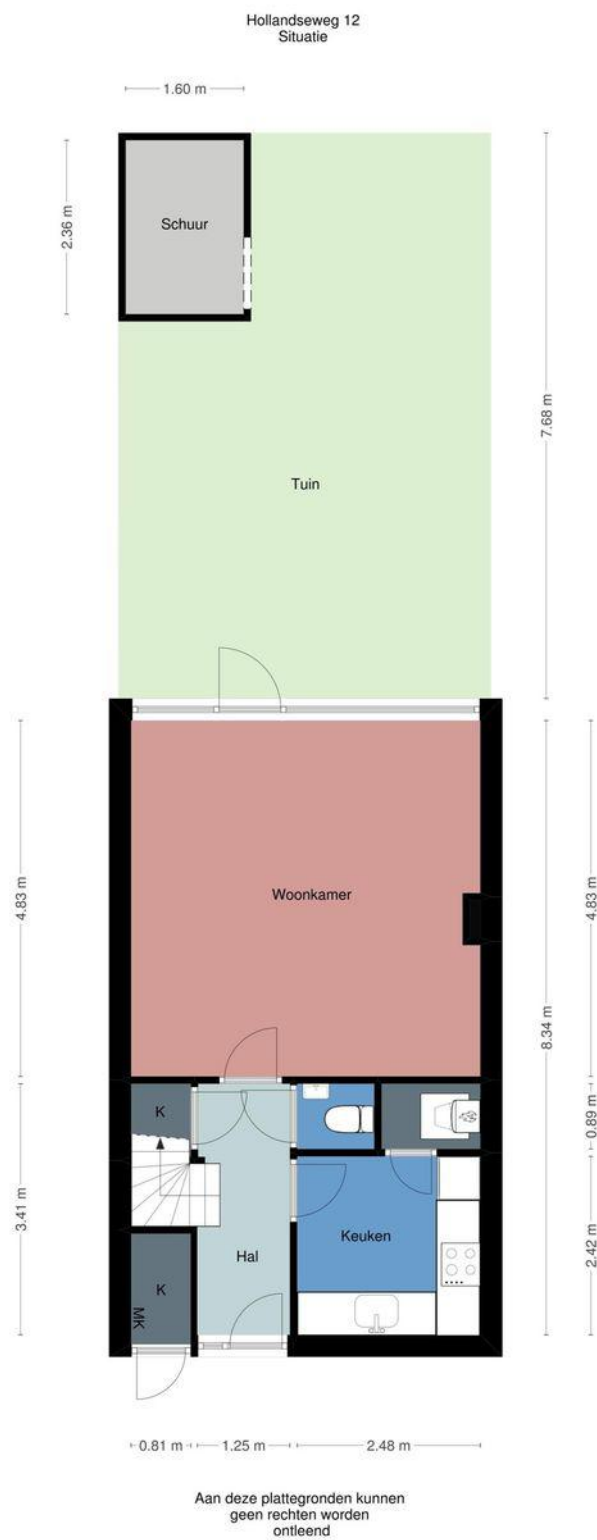 Hollandseweg 12
Situatie
1.60 m
2.36 m
Schuur
7.68 m
Tuin
4.83 m
Woonkamer
4.83 m
8.34 m
K
0.89 m
3.41 m
Keuken
2.42 m
Hal
K
MK
0.81 m
1.25 m
2.48 m
Aan deze plattegronden kunnen
geen rechten worden
ontleend